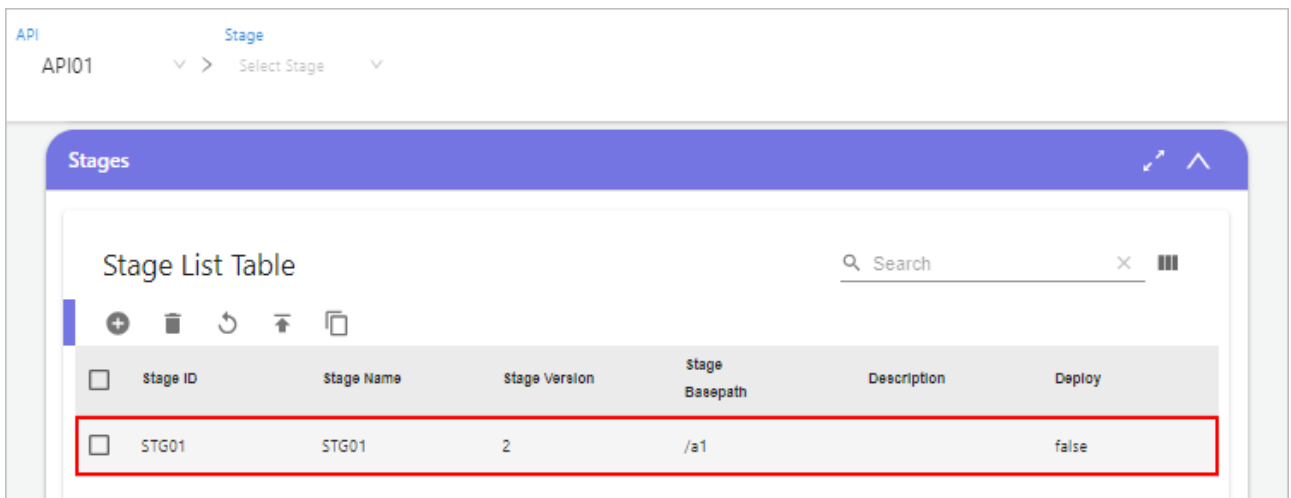 API Stage
API01 > Select Stage
Stages
Stage List Table Search
Stage ID Stage Name Stage Version Stage Basepath Description Deploy
STG01 STG01 2 /a1 false